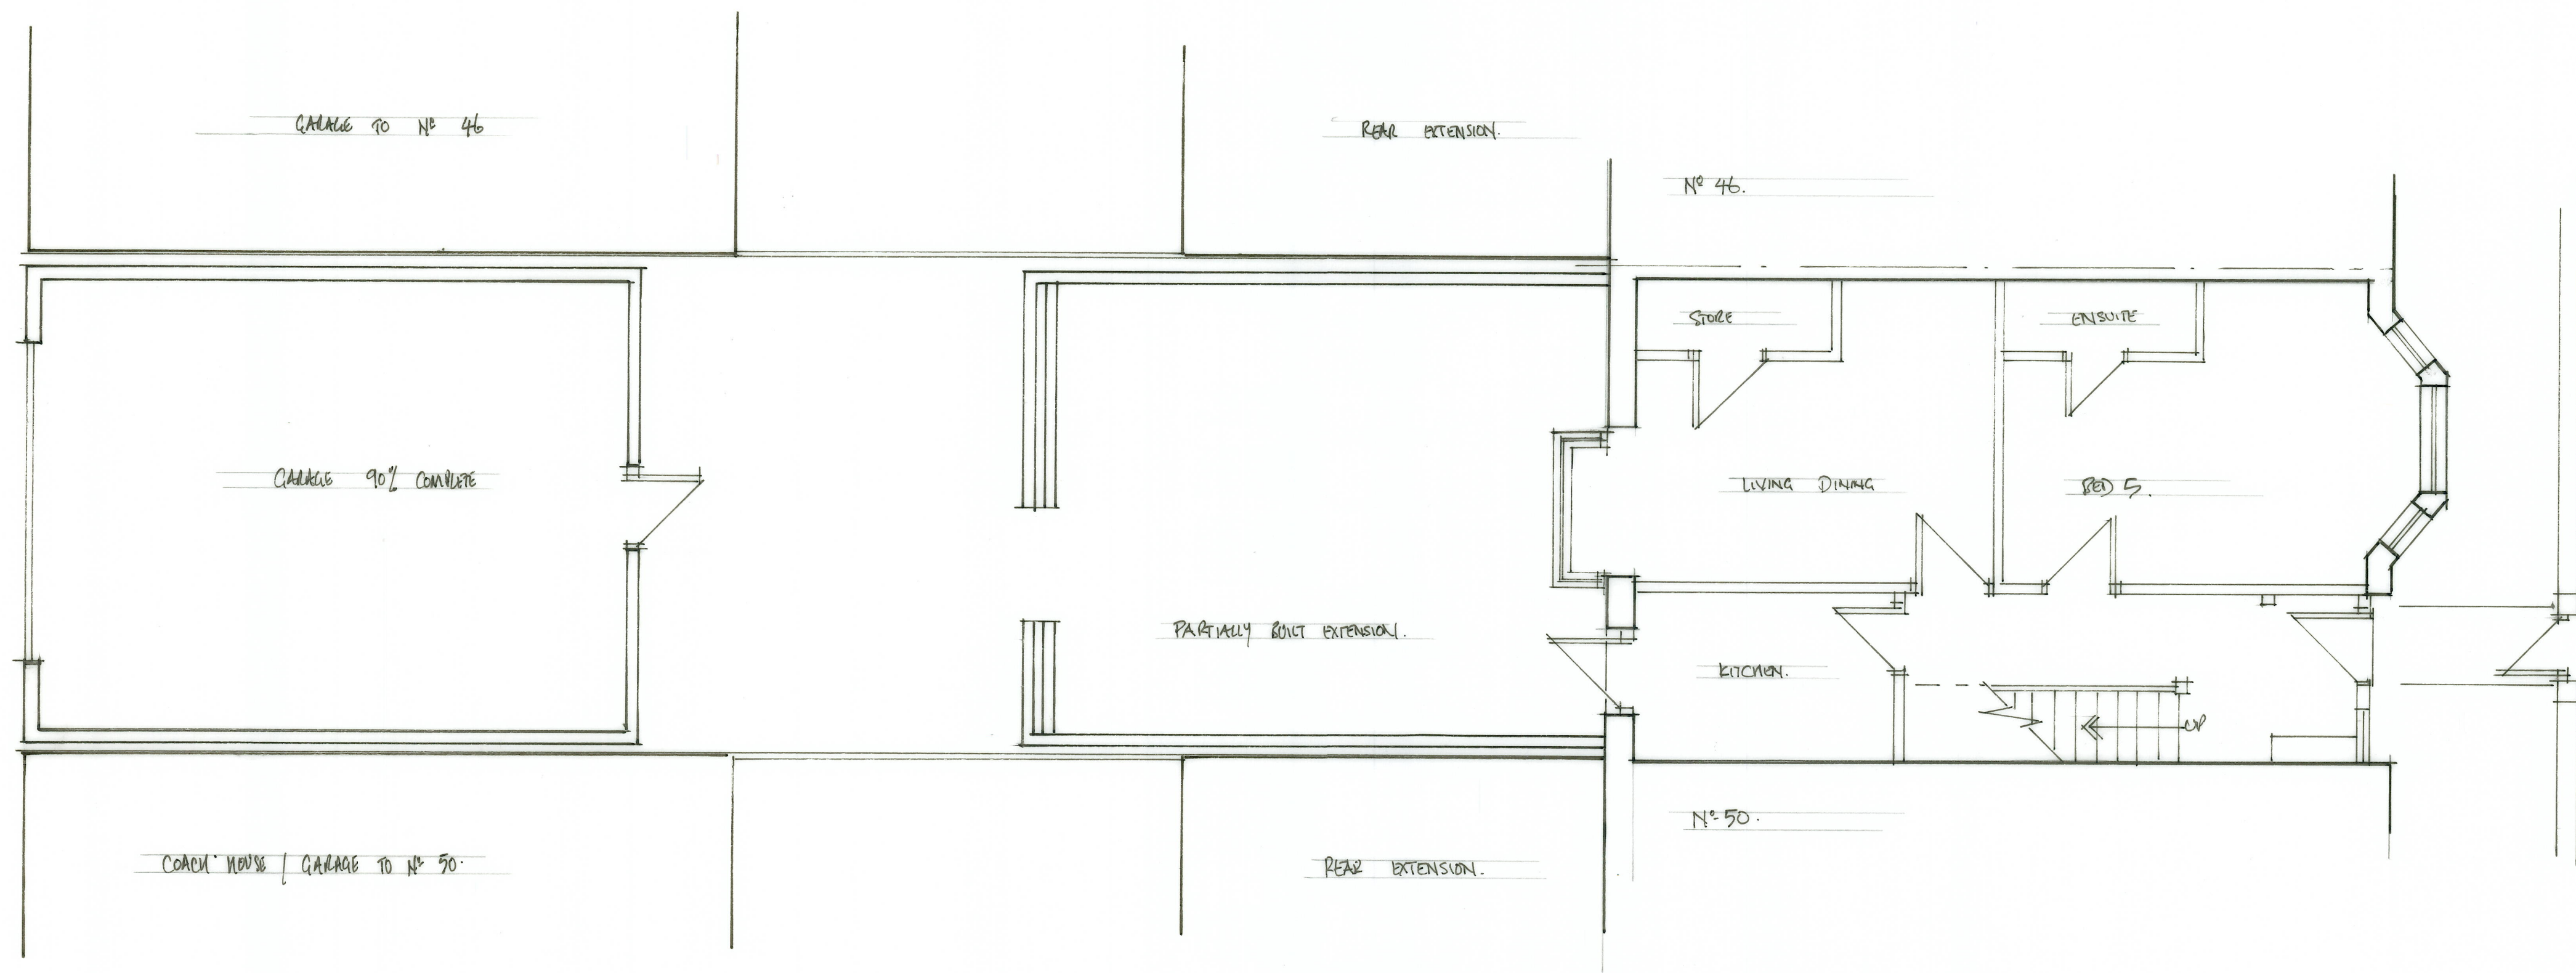 GARAGE TO Nº 46
REAR EXTENSION.
Nº 46.
STORE
ENSUITE
GARAGE 90% COMPLETE
LIVING DINING
BED 5.
PARTIALLY BUILT EXTENSION.
KITCHEN.
UP
Nº 50.
COACH HOUSE / GARAGE TO Nº 50.
REAR EXTENSION.